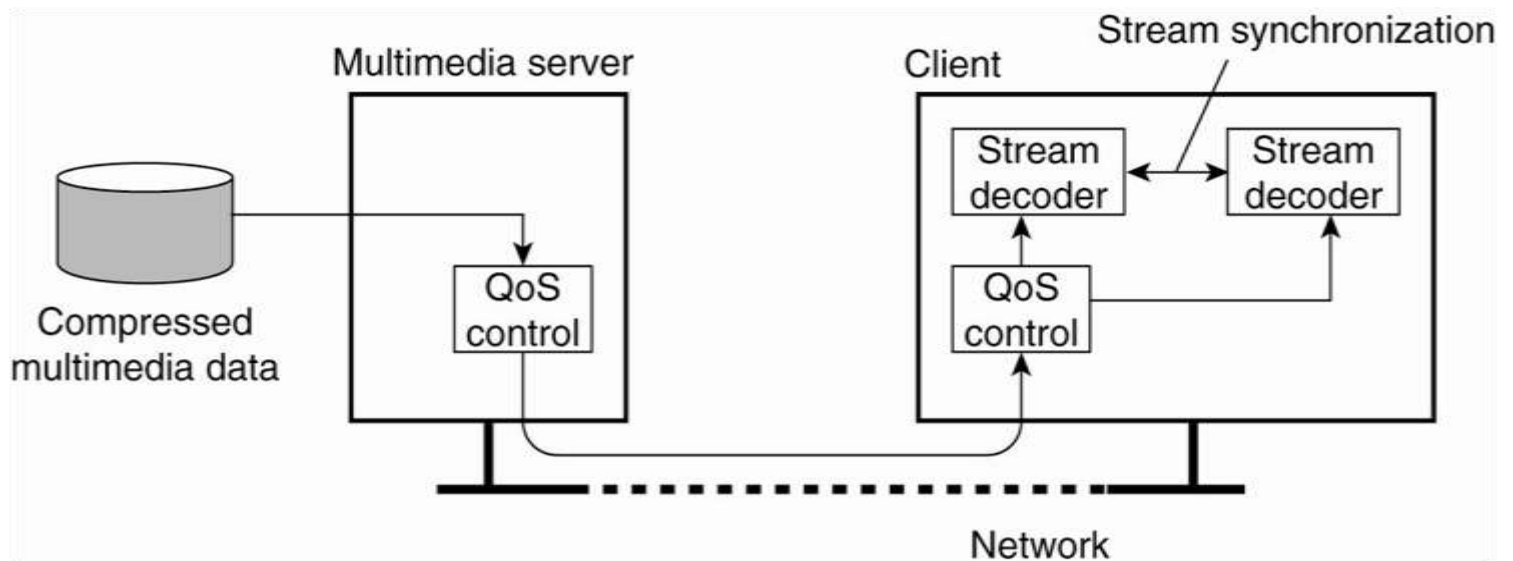 Stream synchronization
Multimedia server
Client
Stream
decoder
Stream
decoder
QoS
control
QoS
control
Compressed
multimedia data
Network